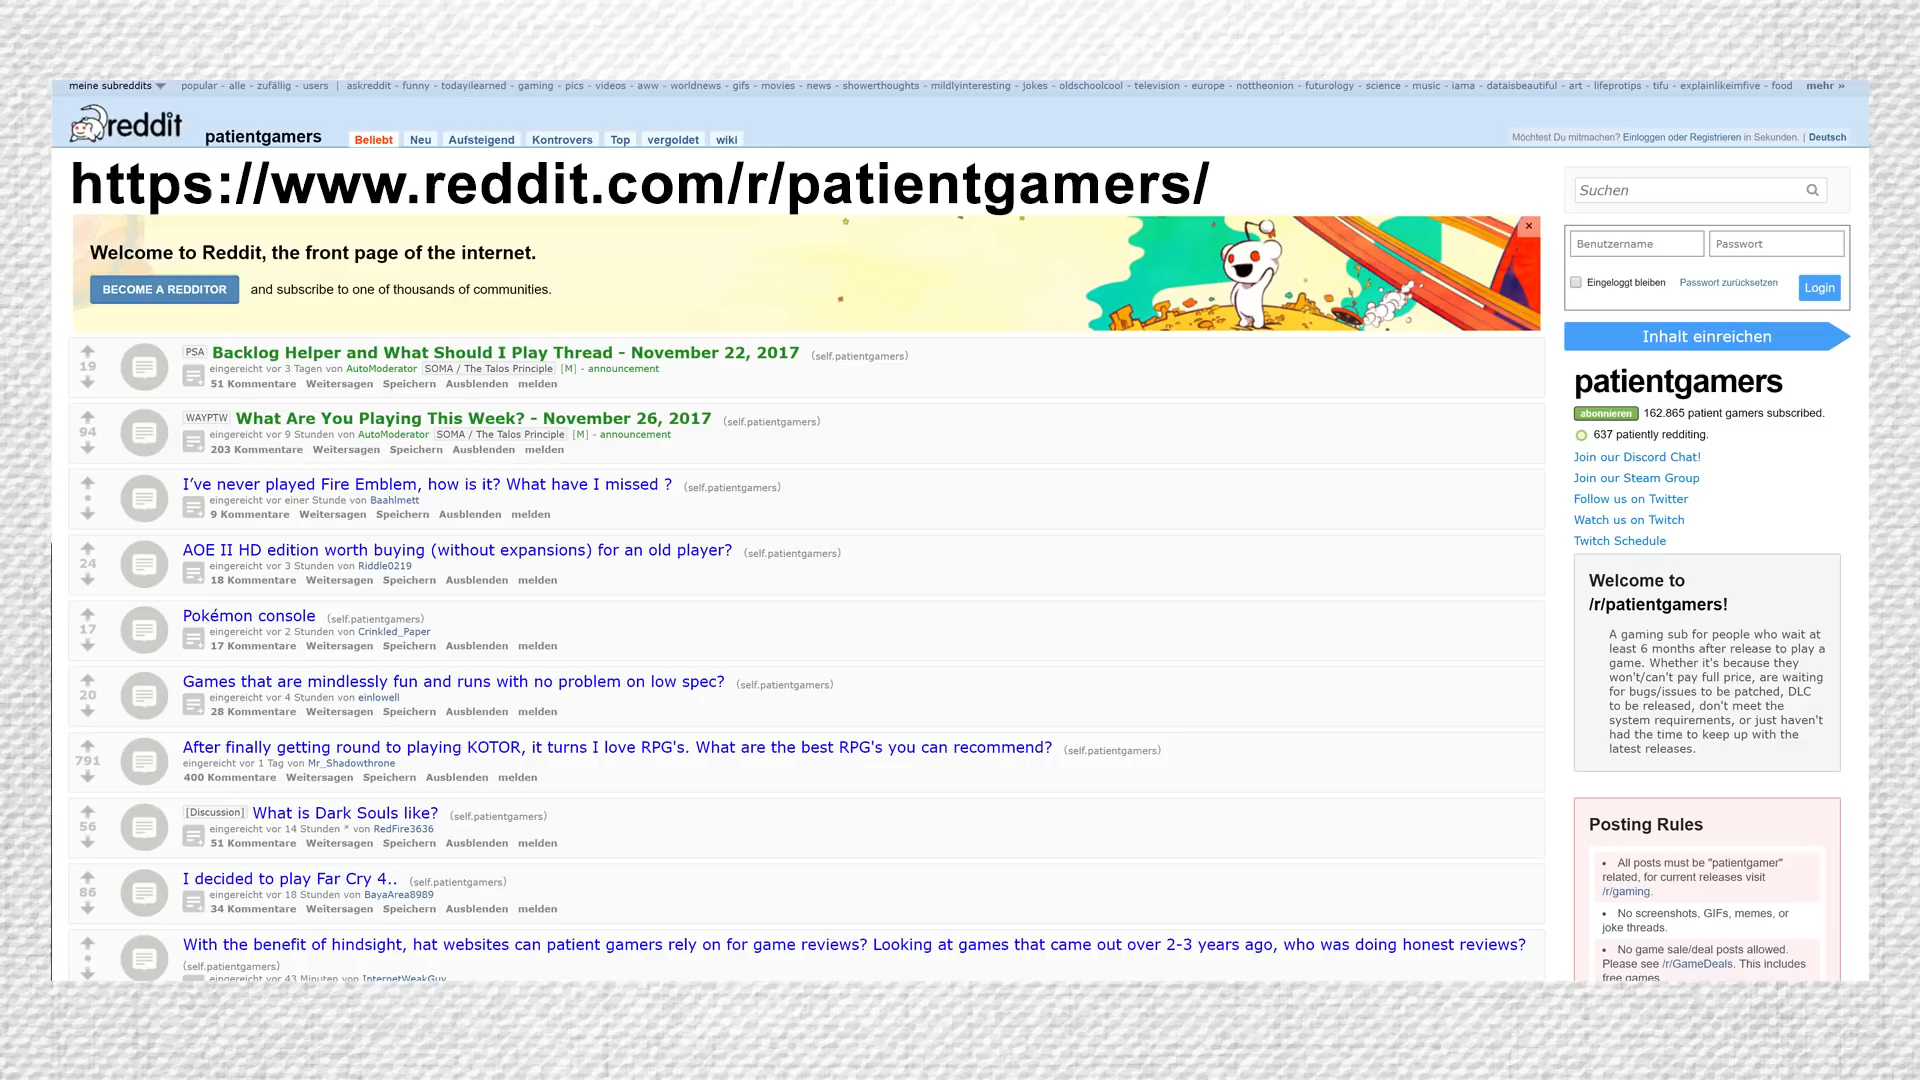 meine subreddits popular - alle - zufällig - users | askreddit - funny - todayilearned - gaming - pics - videos - aww - worldnews - gifs - movies - news - showerthoughts - mildlyinteresting - jokes - oldschoolcool - television - europe - nottheonion - futurology - science - music - iama - dataisbeautiful - art - lifeprotips - tifu - explainlikeimfive - food mehr »
reddit patientgamers Beliebt Neu Aufsteigend Kontrovers Top vergoldet wiki
Möchtest Du mitmachen? Einloggen oder Registrieren in Sekunden. | Deutsch
https://www.reddit.com/r/patientgamers/
Welcome to Reddit, the front page of the internet.
BECOME A REDDITOR and subscribe to one of thousands of communities.
PSA Backlog Helper and What Should I Play Thread - November 22, 2017 (self.patientgamers)
19
eingereicht vor 3 Tagen von AutoModerator SOMA / The Talos Principle [M] - announcement
51 Kommentare Weitersagen Speichern Ausblenden melden
WAYPTW What Are You Playing This Week? - November 26, 2017 (self.patientgamers)
94
eingereicht vor 9 Stunden von AutoModerator SOMA / The Talos Principle [M] - announcement
203 Kommentare Weitersagen Speichern Ausblenden melden
I've never played Fire Emblem, how is it? What have I missed ? (self.patientgamers)
•
eingereicht vor einer Stunde von Baahlmett
9 Kommentare Weitersagen Speichern Ausblenden melden
AOE II HD edition worth buying (without expansions) for an old player? (self.patientgamers)
24
eingereicht vor 3 Stunden von Riddle0219
18 Kommentare Weitersagen Speichern Ausblenden melden
Pokémon console (self.patientgamers)
17
eingereicht vor 2 Stunden von Crinkled_Paper
17 Kommentare Weitersagen Speichern Ausblenden melden
Games that are mindlessly fun and runs with no problem on low spec? (self.patientgamers)
20
eingereicht vor 4 Stunden von einlowell
28 Kommentare Weitersagen Speichern Ausblenden melden
After finally getting round to playing KOTOR, it turns I love RPG's. What are the best RPG's you can recommend? (self.patientgamers)
791
eingereicht vor 1 Tag von Mr_Shadowthrone
400 Kommentare Weitersagen Speichern Ausblenden melden
[Discussion] What is Dark Souls like? (self.patientgamers)
56
eingereicht vor 14 Stunden * von RedFire3636
51 Kommentare Weitersagen Speichern Ausblenden melden
I decided to play Far Cry 4.. (self.patientgamers)
86
eingereicht vor 18 Stunden von BayaArea8989
34 Kommentare Weitersagen Speichern Ausblenden melden
With the benefit of hindsight, hat websites can patient gamers rely on for game reviews? Looking at games that came out over 2-3 years ago, who was doing honest reviews?
•
(self.patientgamers)
eingereicht vor 43 Minuten von InternetWeakGuy
Suchen
Benutzername Passwort
Eingeloggt bleiben Passwort zurücksetzen Login
Inhalt einreichen
patientgamers
abonnieren 162.865 patient gamers subscribed.
637 patiently redditing.
Join our Discord Chat!
Join our Steam Group
Follow us on Twitter
Watch us on Twitch
Twitch Schedule
Welcome to
/r/patientgamers!
A gaming sub for people who wait at
least 6 months after release to play a
game. Whether it's because they
won't/can't pay full price, are waiting
for bugs/issues to be patched, DLC
to be released, don't meet the
system requirements, or just haven't
had the time to keep up with the
latest releases.
Posting Rules
• All posts must be "patientgamer"
related, for current releases visit
/r/gaming.
• No screenshots, GIFs, memes, or
joke threads.
• No game sale/deal posts allowed.
Please see /r/GameDeals. This includes
free games